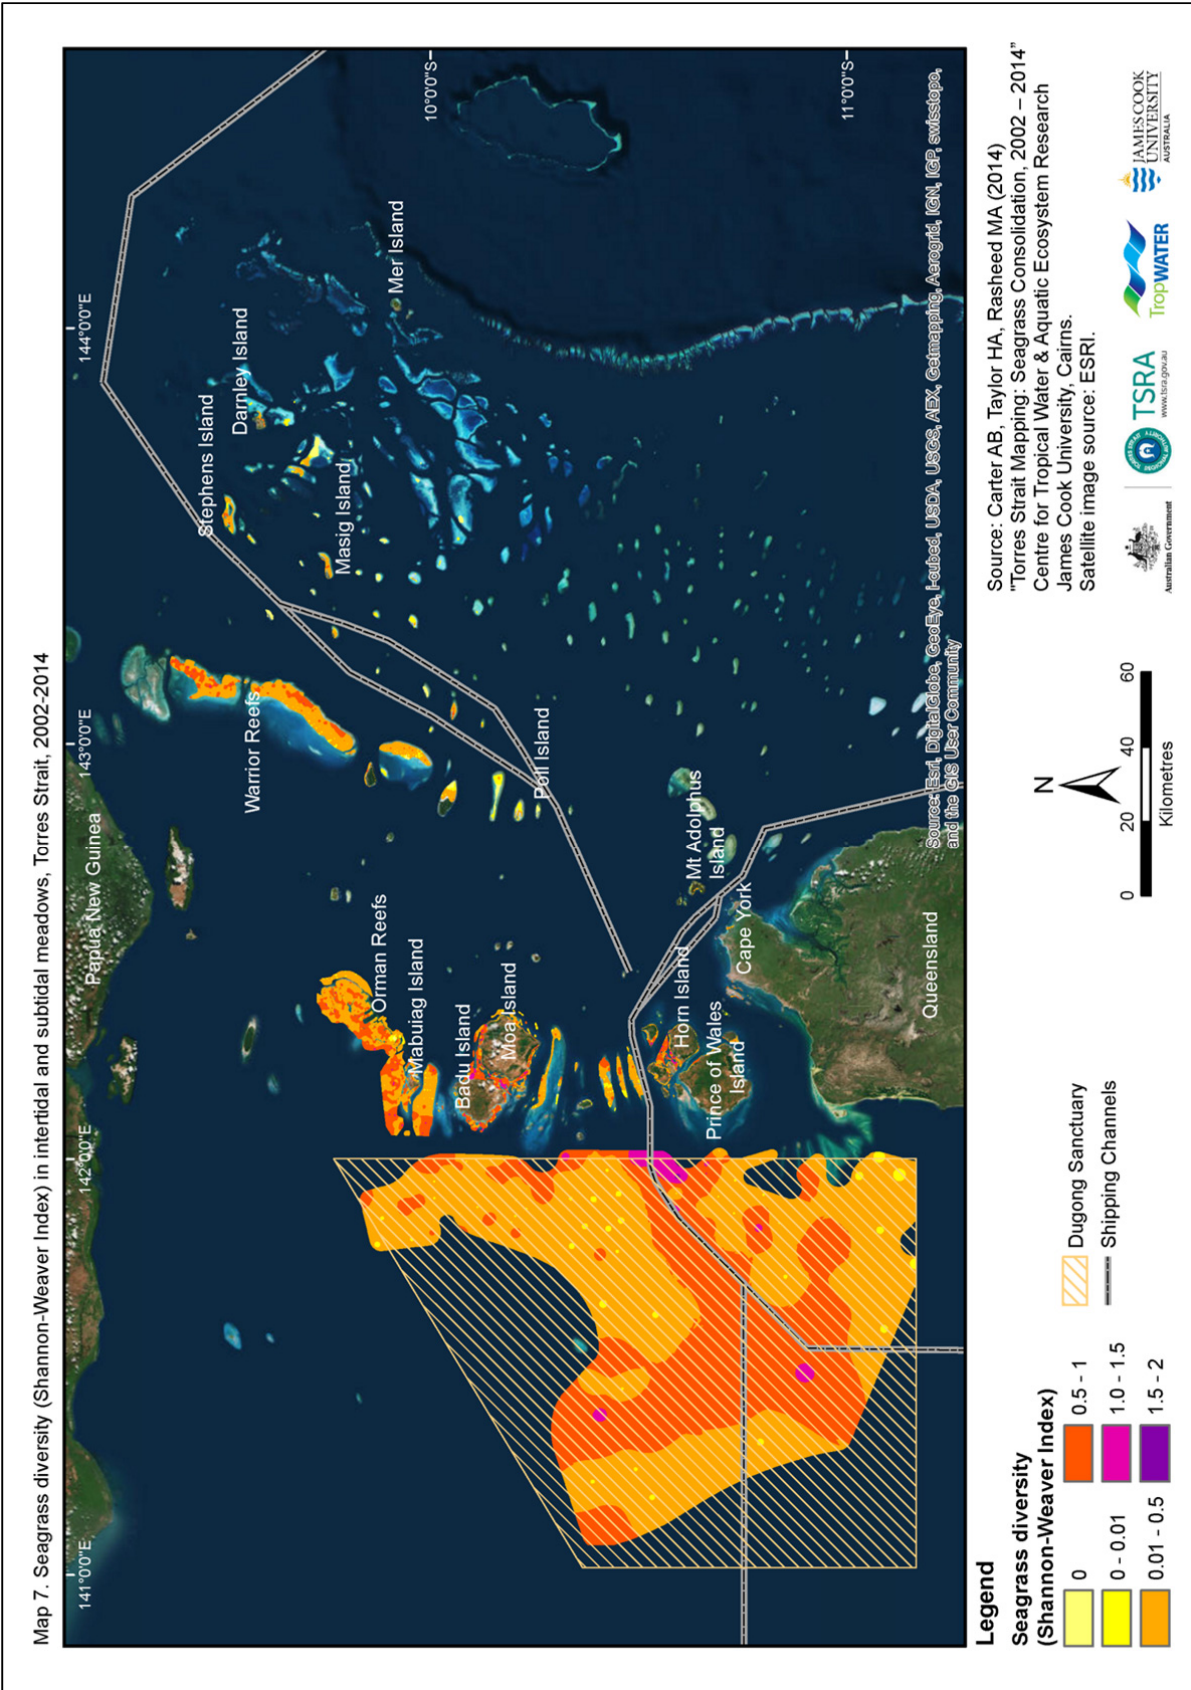 Map 7. Seagrass diversity (Shannon-Weaver Index) in intertidal and subtidal meadows, Torres Strait, 2002-2014
141°0'0"E
142°0'0"E
143°0'0"E
144°0'0"E
10°0'0"S
11°0'0"S
Papua New Guinea
Warrior Reefs
Stephens Island
Darnley Island
Masig Island
Mer Island
Orman Reefs
Mabuiag Island
Badu Island
Moa Island
Poll Island
Horn Island
Prince of Wales
Island
Mt Adolphus
Island
Cape York
Queensland
Source: Esri, DigitalGlobe, GeoEye, i-cubed, USDA, USGS, AEX, Getmapping, Aerogrid, IGN, IGP, swisstopo,
and the GIS User Community
Legend
Seagrass diversity
(Shannon-Weaver Index)
0
0 - 0.01
0.01 - 0.5
0.5 - 1
1.0 - 1.5
1.5 - 2
Dugong Sanctuary
Shipping Channels
N
0 20 40 60
Kilometres
Source: Carter AB, Taylor HA, Rasheed MA (2014)
"Torres Strait Mapping: Seagrass Consolidation, 2002 – 2014”
Centre for Tropical Water & Aquatic Ecosystem Research
James Cook University, Cairns.
Satellite image source: ESRI.
Australian Government
TORRES STRAIT REGIONAL AUTHORITY
TSRA
www.tsra.gov.au
TropWATER
JAMES COOK
UNIVERSITY
AUSTRALIA